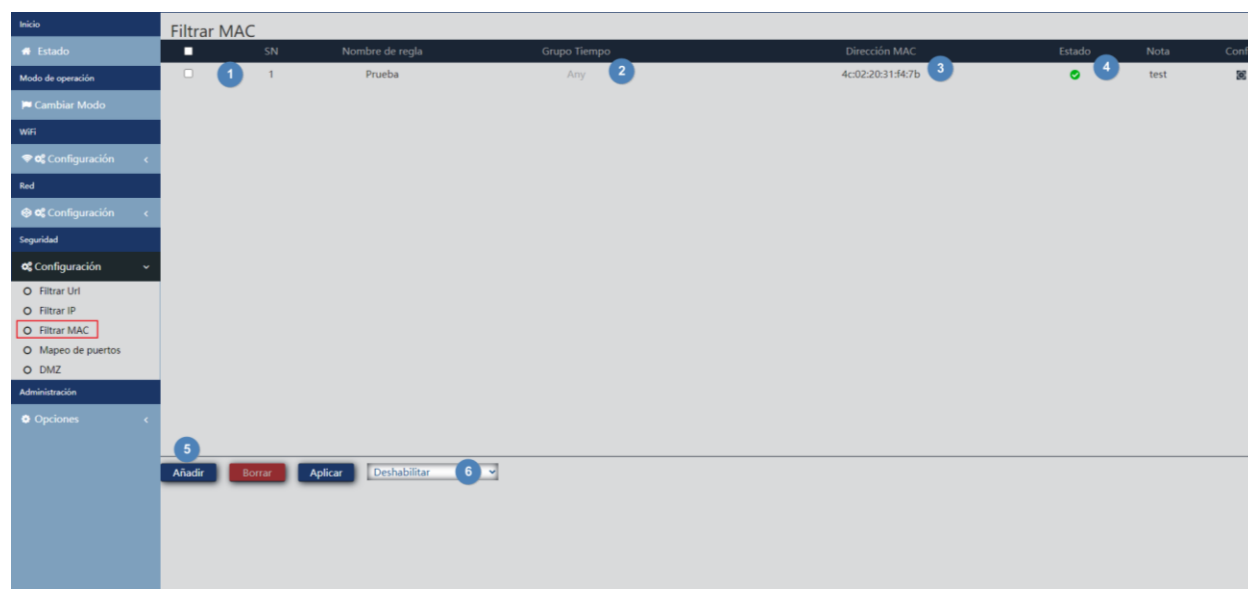 Inicio
Estado
Modo de operación
Cambiar Modo
WiFi
Configuración
Red
Configuración
Seguridad
Configuración
Filtrar Url
Filtrar IP
Filtrar MAC
Mapeo de puertos
DMZ
Administración
Opciones
Filtrar MAC
SN Nombre de regla Grupo Tiempo Dirección MAC Estado Nota Conf
1 1 Prueba Any 2 4c:02:20:31:f4:7b 3 4 test
5
Añadir Borrar Aplicar Deshabilitar 6